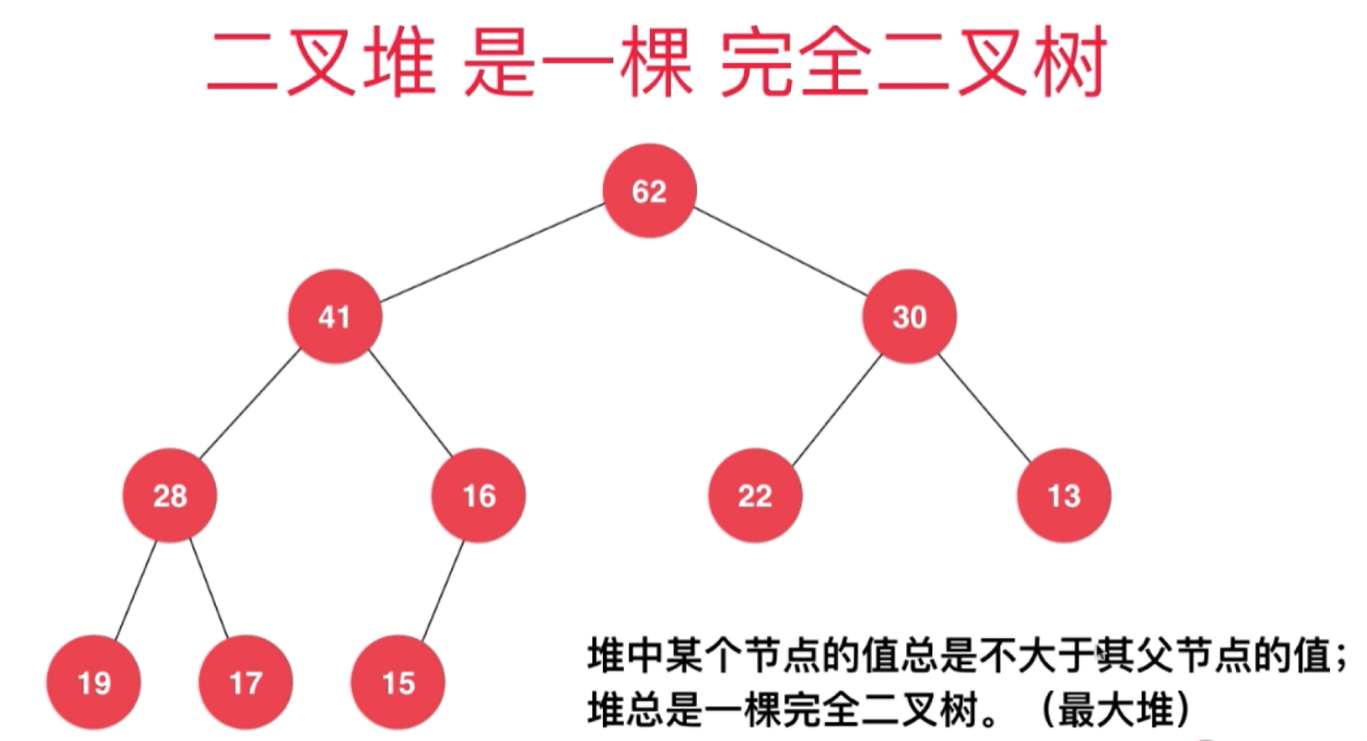 二叉堆 是一棵 完全二叉树
62
41 30
28 16 22 13
19 17 15
堆中某个节点的值总是不大于其父节点的值；
堆总是一棵完全二叉树。（最大堆）